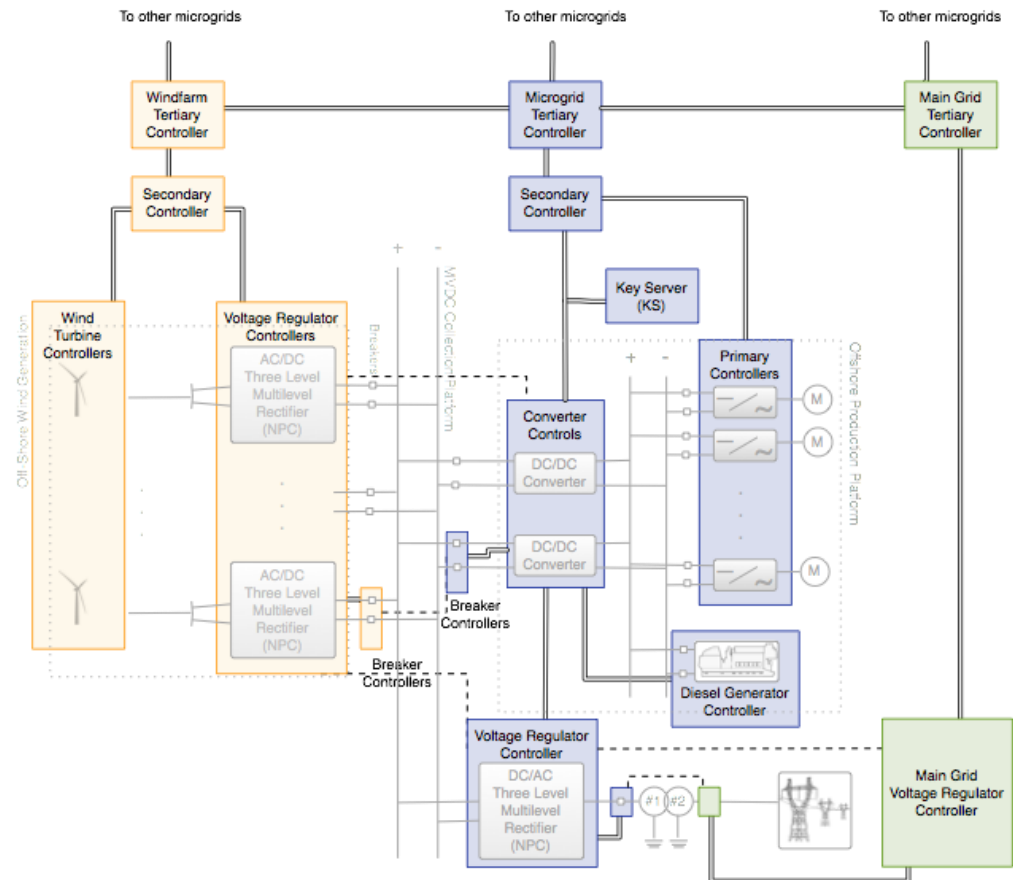 To other microgrids
To other microgrids
To other microgrids
Windfarm
Tertiary
Controller
Microgrid
Tertiary
Controller
Main Grid
Tertiary
Controller
Secondary
Controller
Secondary
Controller
+
-
MVDC Collection Platform
Key Server
(KS)
Off-Shore Wind Generation
Wind
Turbine
Controllers
Voltage Regulator
Controllers
Breakers
AC/DC
Three Level
Multilevel
Rectifier
(NPC)
+
-
Primary
Controllers
Offshore Production Platform
M
M
M
Converter
Controls
DC/DC
Converter
DC/DC
Converter
AC/DC
Three Level
Multilevel
Rectifier
(NPC)
Breaker
Controllers
Breaker
Controllers
Diesel Generator
Controller
Voltage Regulator
Controller
DC/AC
Three Level
Multilevel
Rectifier
(NPC)
#1
#2
Main Grid
Voltage Regulator
Controller